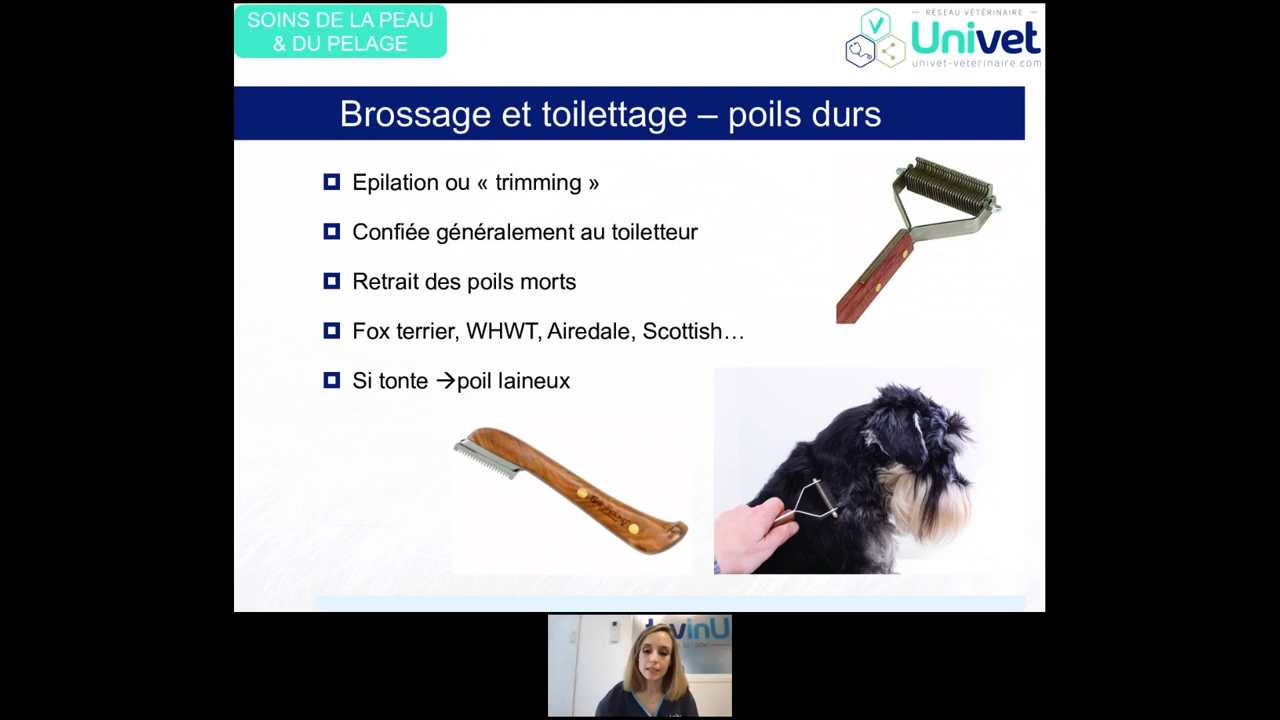 SOINS DE LA PEAU
& DU PELAGE
RÉSEAU VÉTÉRINAIRE
Univet
univet-veterinaire.com
Brossage et toilettage – poils durs
Epilation ou « trimming »
Confiée généralement au toiletteur
Retrait des poils morts
Fox terrier, WHWT, Airedale, Scottish…
Si tonte →poil laineux